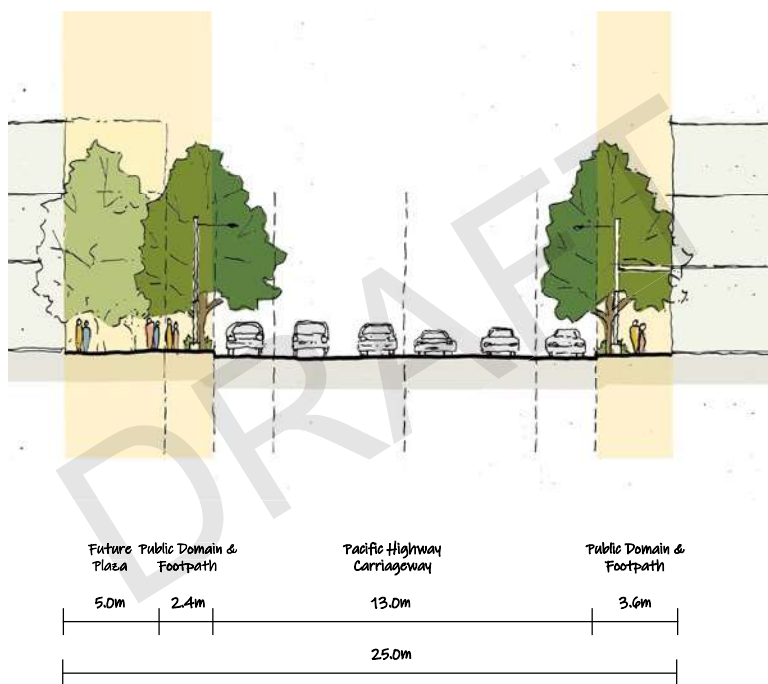 DRAFT
Future Plaza
Public Domain & Footpath
Pacific Highway Carriageway
Public Domain & Footpath
5.0m
2.4m
13.0m
3.6m
25.0m